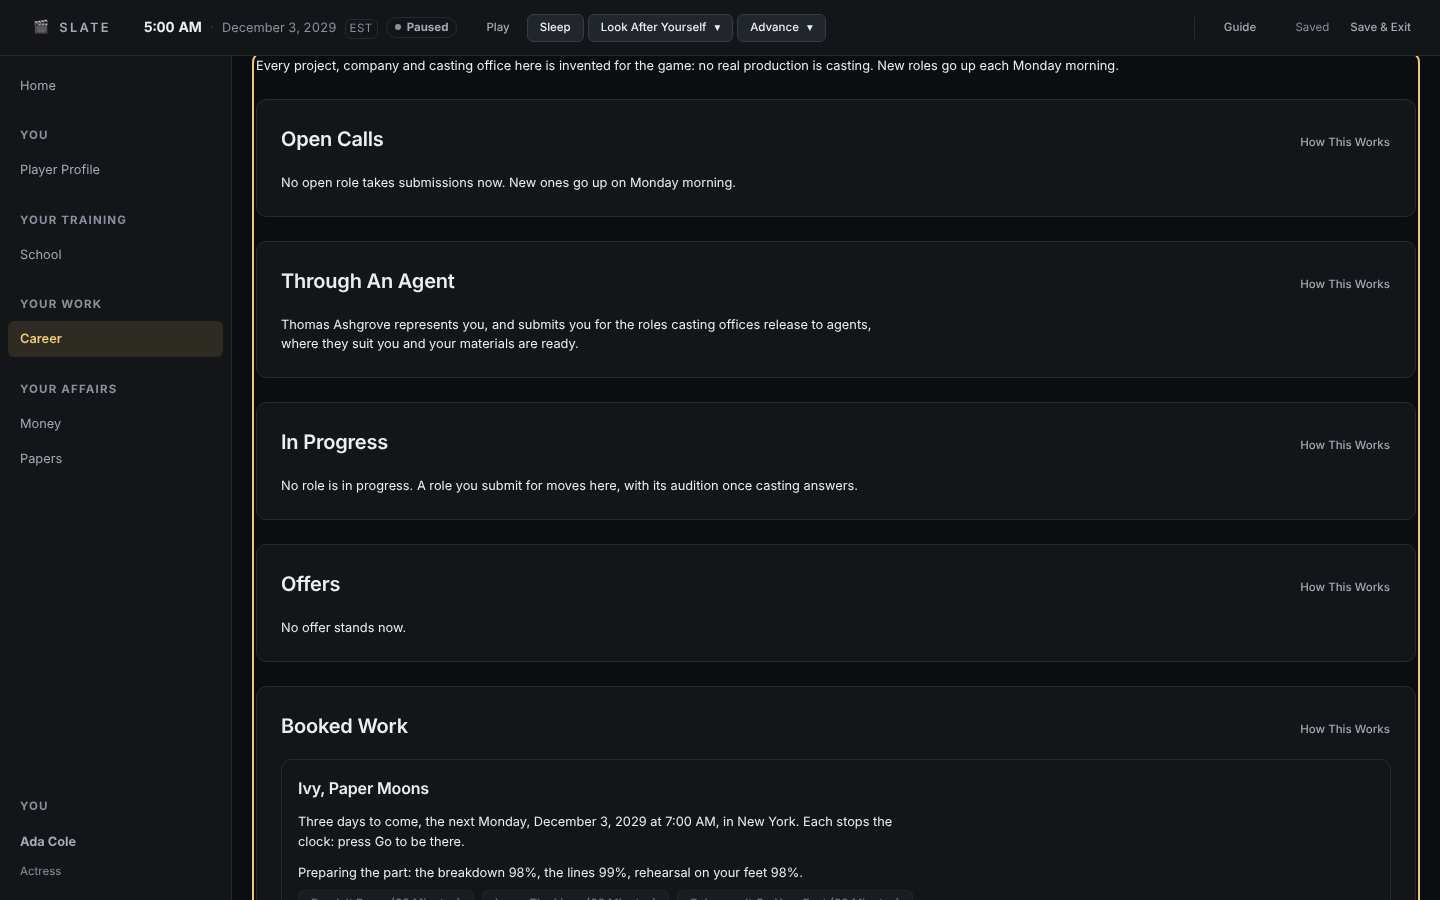 SLATE
5:00 AM · December 3, 2029 EST Paused Play Sleep Look After Yourself ▾ Advance ▾ Guide Saved Save & Exit
Home
YOU
Player Profile
YOUR TRAINING
School
YOUR WORK
Career
YOUR AFFAIRS
Money
Papers
YOU
Ada Cole
Actress
Every project, company and casting office here is invented for the game: no real production is casting. New roles go up each Monday morning.
Open Calls
How This Works
No open role takes submissions now. New ones go up on Monday morning.
Through An Agent
How This Works
Thomas Ashgrove represents you, and submits you for the roles casting offices release to agents,
where they suit you and your materials are ready.
In Progress
How This Works
No role is in progress. A role you submit for moves here, with its audition once casting answers.
Offers
How This Works
No offer stands now.
Booked Work
How This Works
Ivy, Paper Moons
Three days to come, the next Monday, December 3, 2029 at 7:00 AM, in New York. Each stops the
clock: press Go to be there.
Preparing the part: the breakdown 98%, the lines 99%, rehearsal on your feet 98%.